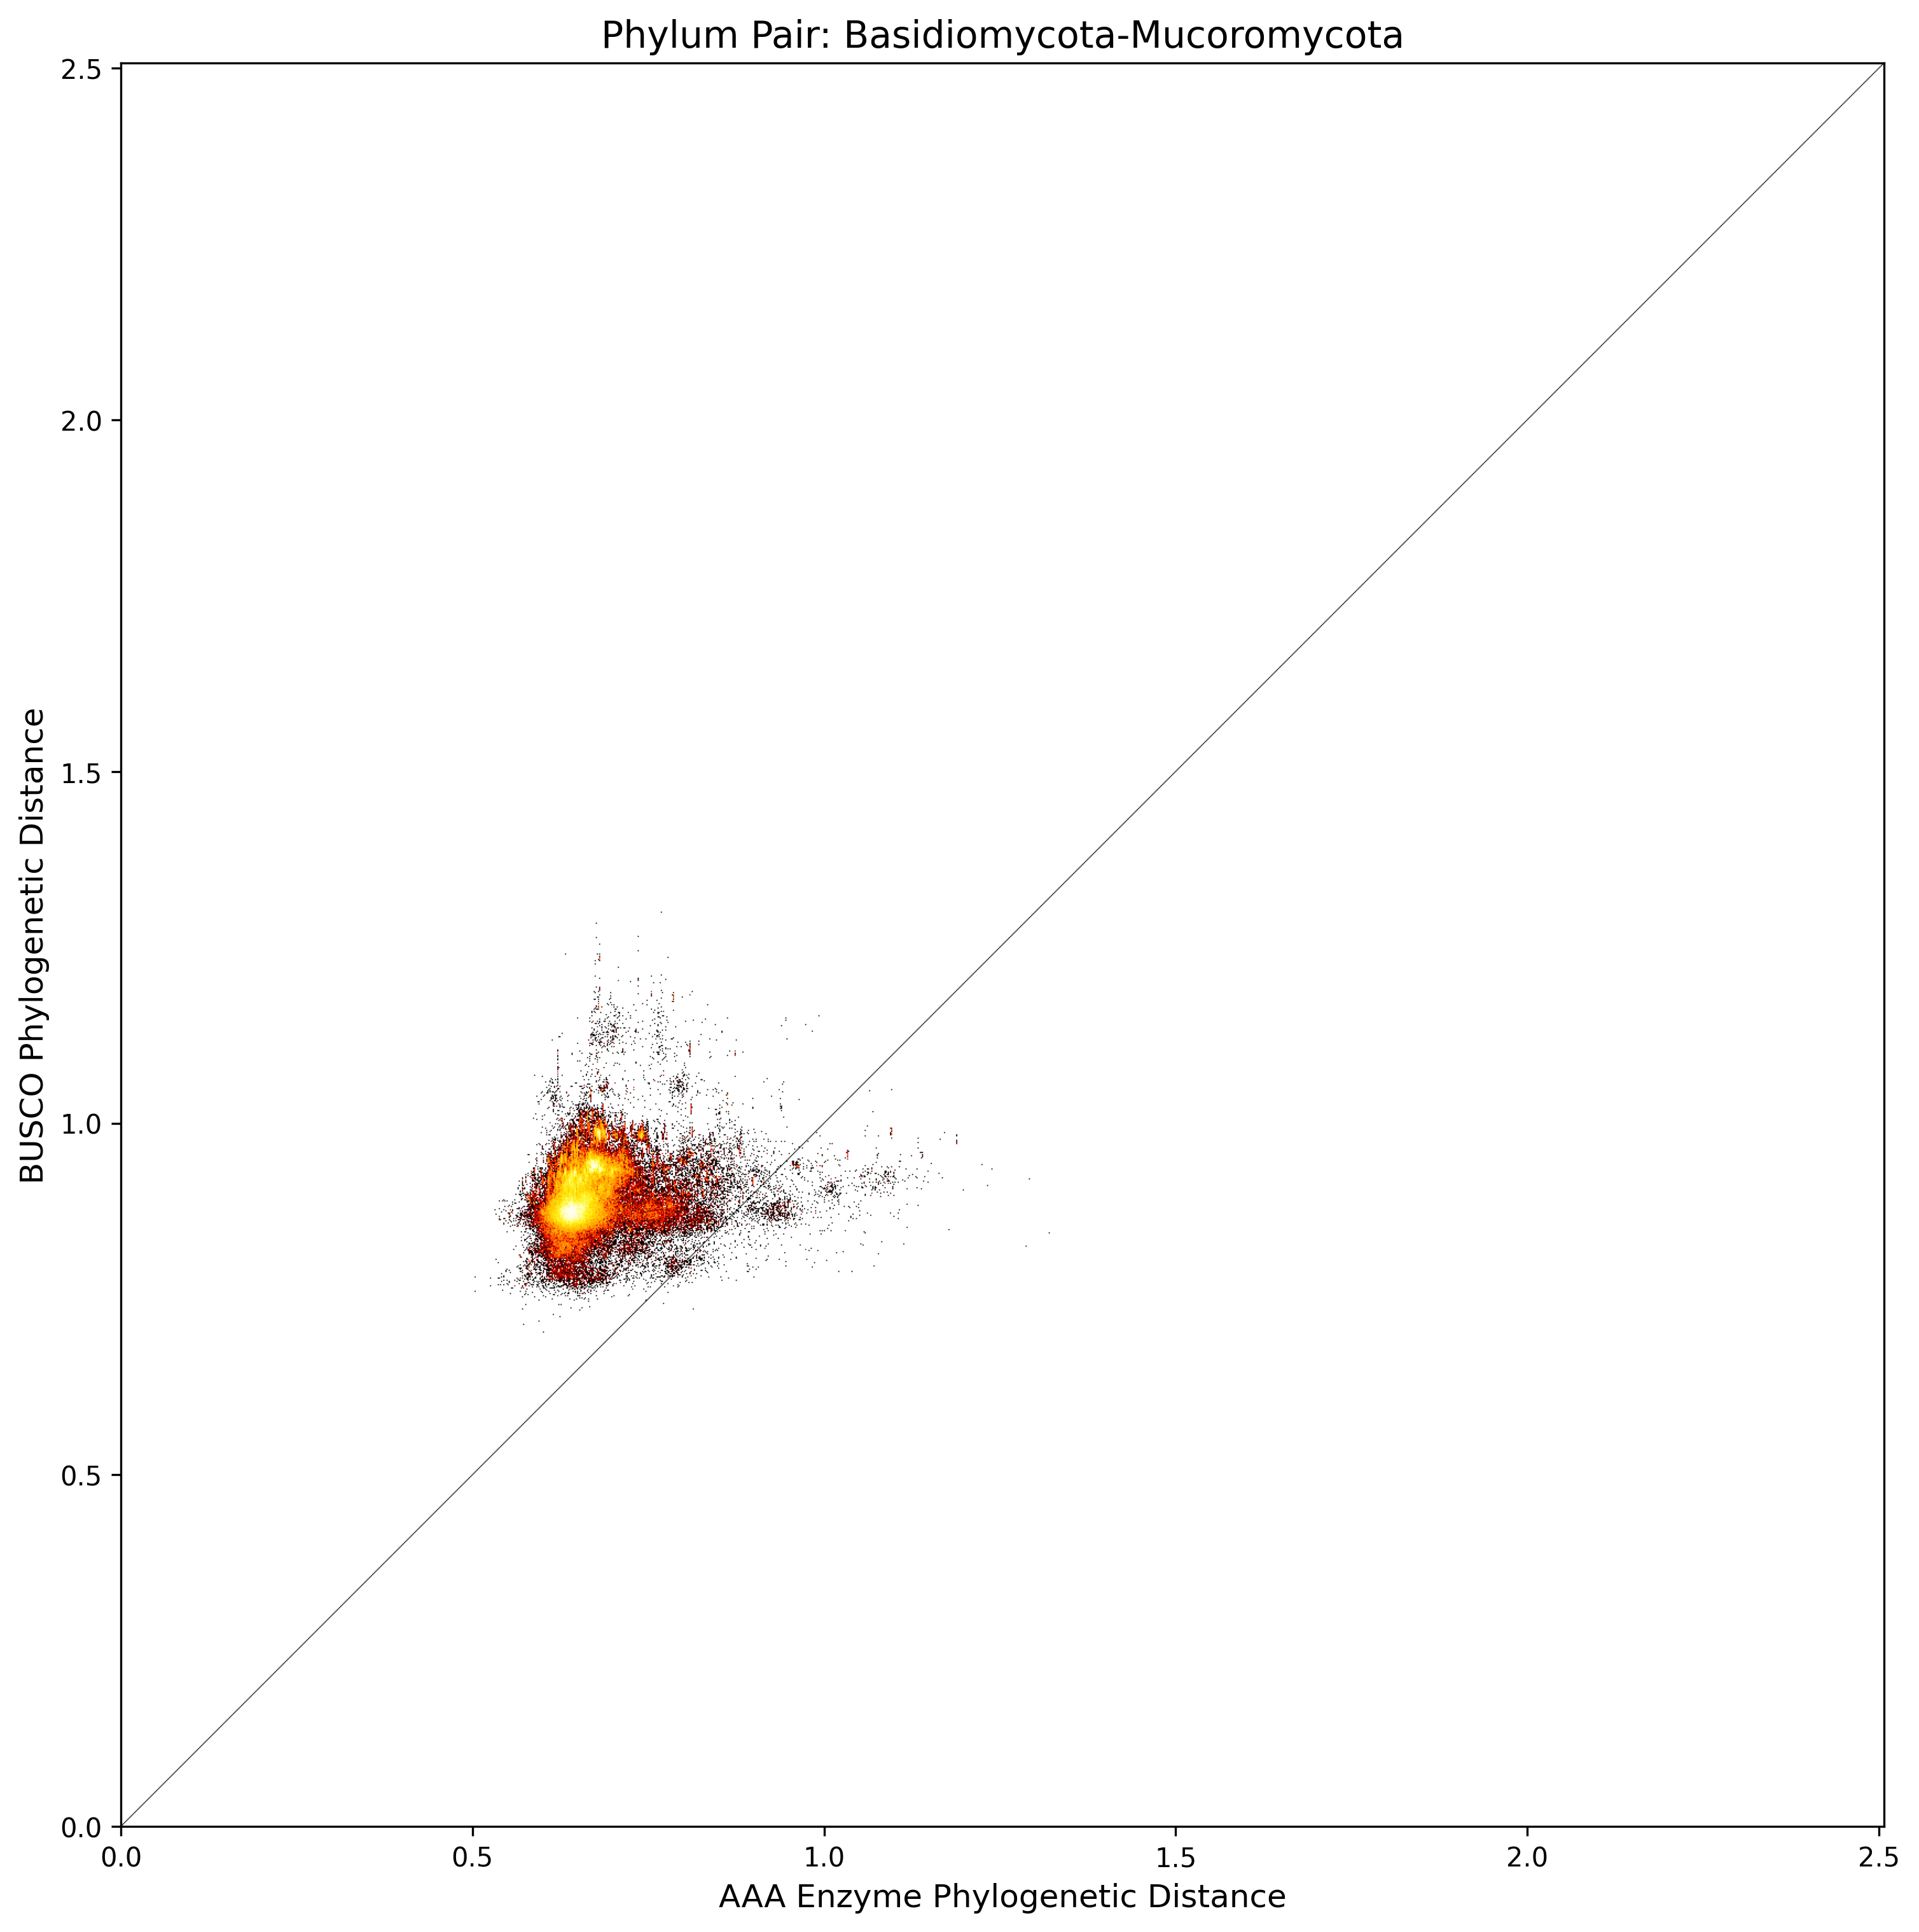 Phylum Pair: Basidiomycota-Mucoromycota
2.5
2.0
1.5
1.0
0.5
0.0
BUSCO Phylogenetic Distance
0.0 0.5 1.0 1.5 2.0 2.5
AAA Enzyme Phylogenetic Distance